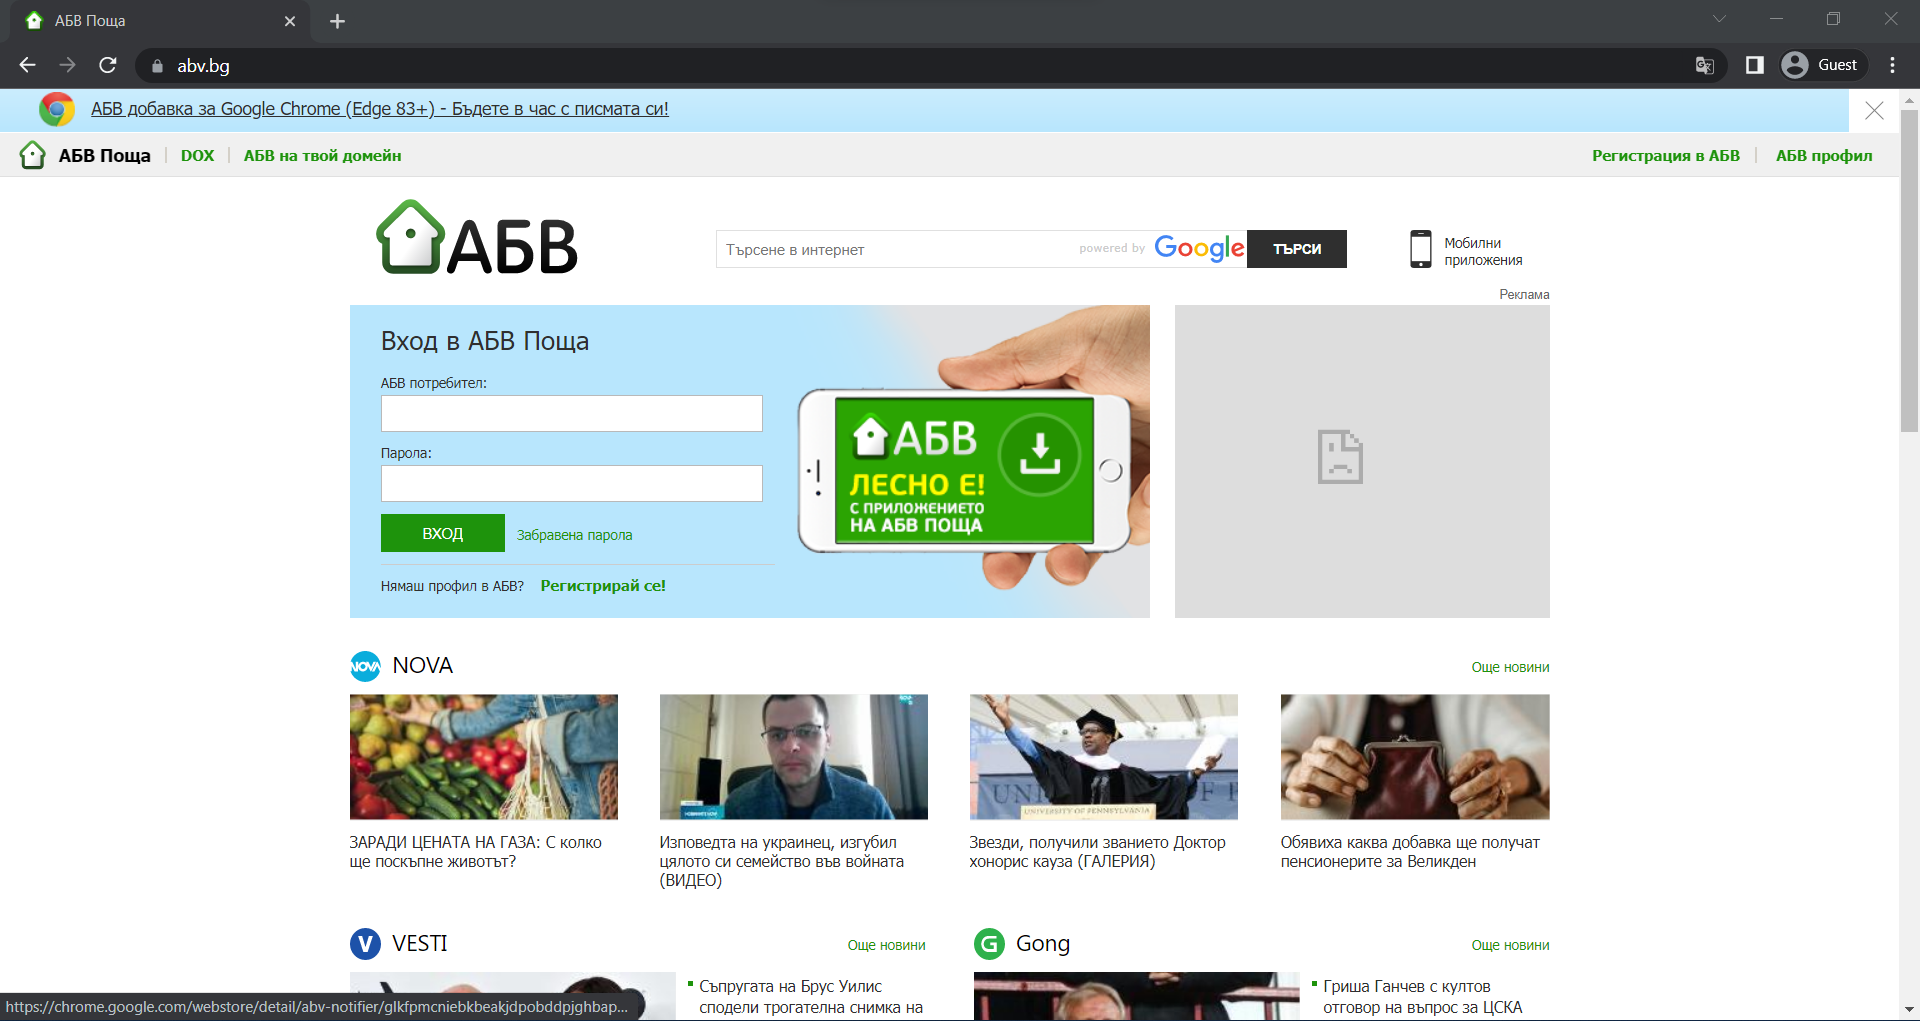 АБВ Поща
abv.bg
Guest
АБВ добавка за Google Chrome (Edge 83+) - Бъдете в час с писмата си!
АБВ Поща
DOX
АБВ на твой домейн
Регистрация в АБВ
АБВ профил
АБВ
Търсене в интернет
powered by Google
ТЪРСИ
Мобилни
приложения
Реклама
Вход в АБВ Поща
АБВ потребител:
Парола:
ВХОД
Забравена парола
Нямаш профил в АБВ?
Регистрирай се!
АБВ
ЛЕСНО Е!
С ПРИЛОЖЕНИЕТО
НА АБВ ПОЩА
NOVA
NOVA
Още новини
UNIVERSITY OF PENNSYLVANIA
ЗАРАДИ ЦЕНАТА НА ГАЗА: С колко
ще поскъпне животът?
Изповедта на украинец, изгубил
цялото си семейство във войната
(ВИДЕО)
Звезди, получили званието Доктор
хонорис кауза (ГАЛЕРИЯ)
Обявиха каква добавка ще получат
пенсионерите за Великден
V
VESTI
Още новини
Съпругата на Брус Уилис
сподели трогателна снимка на
G
Gong
Още новини
Гриша Ганчев с култов
отговор на въпрос за ЦСКА
https://chrome.google.com/webstore/detail/abv-notifier/glkfpmcniebkbeakjdpobddpjghbap...